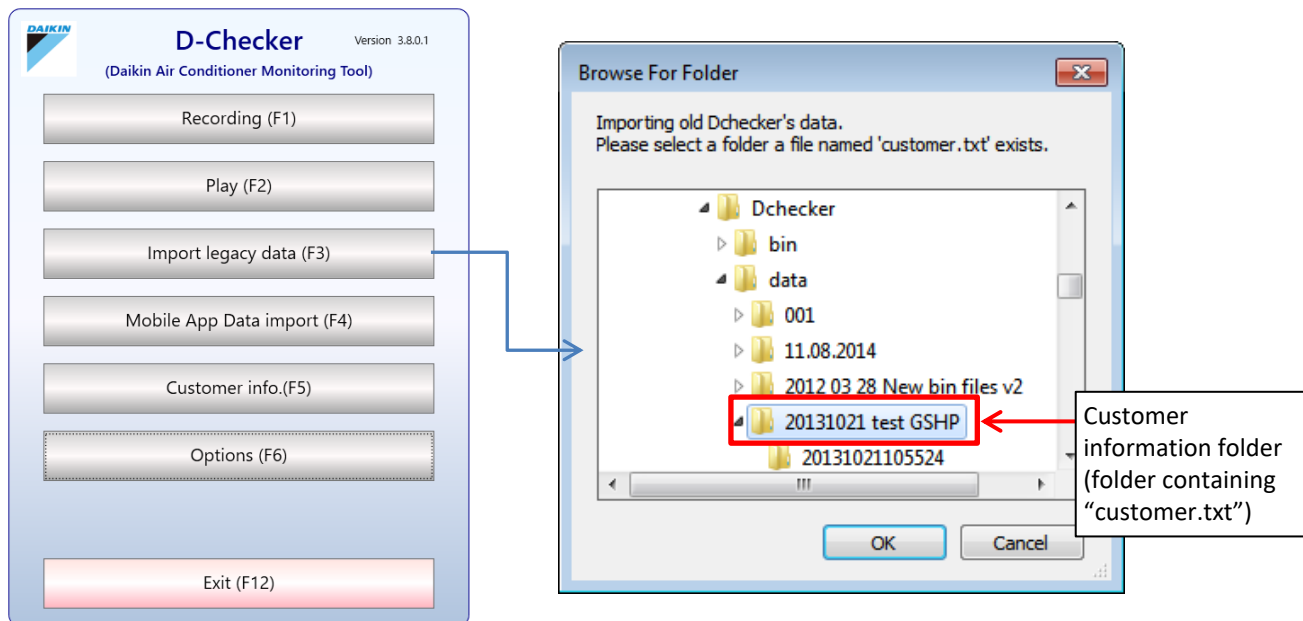 DAIKIN
D-Checker
Version 3.8.0.1
(Daikin Air Conditioner Monitoring Tool)
Recording (F1)
Play (F2)
Import legacy data (F3)
Mobile App Data import (F4)
Customer info.(F5)
Options (F6)
Exit (F12)
Browse For Folder
Importing old Dchecker's data.
Please select a folder a file named 'customer.txt' exists.
Dchecker
bin
data
001
11.08.2014
2012 03 28 New bin files v2
20131021 test GSHP
20131021105524
OK
Cancel
Customer
information folder
(folder containing
“customer.txt”)